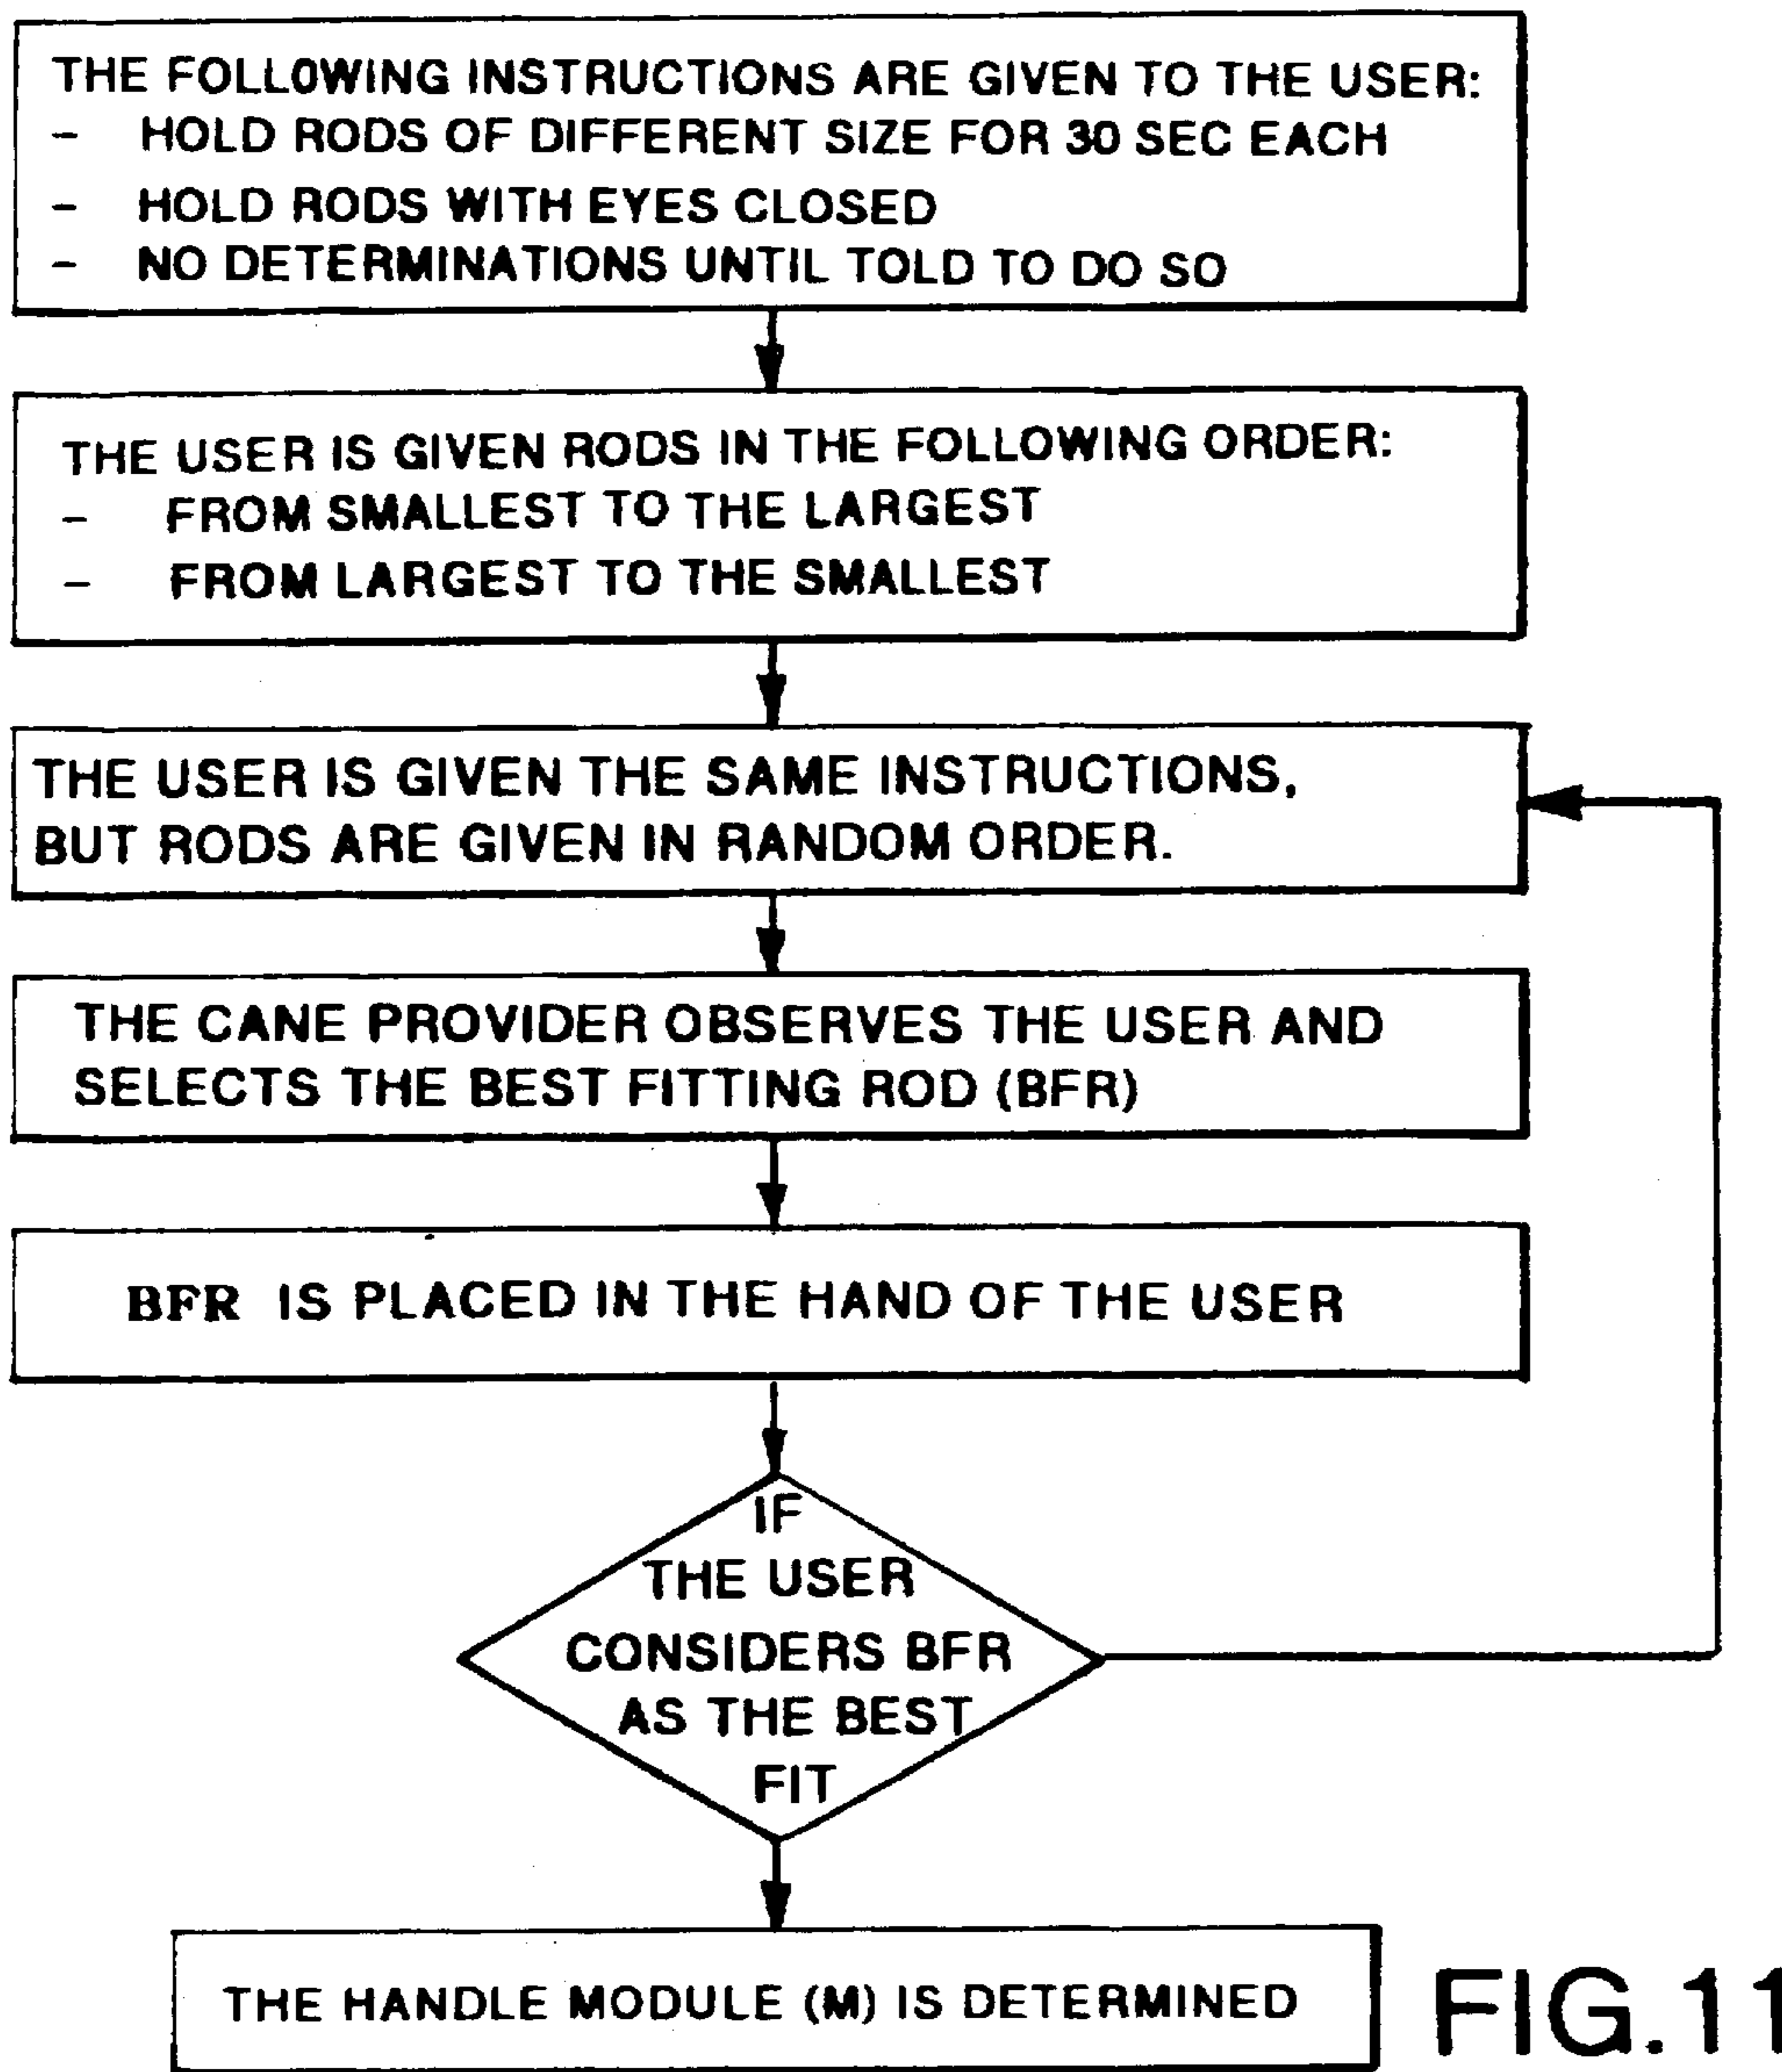 THE FOLLOWING INSTRUCTIONS ARE GIVEN TO THE USER:
- HOLD RODS OF DIFFERENT SIZE FOR 30 SEC EACH
- HOLD RODS WITH EYES CLOSED
- NO DETERMINATIONS UNTIL TOLD TO DO SO
THE USER IS GIVEN RODS IN THE FOLLOWING ORDER:
- FROM SMALLEST TO THE LARGEST
- FROM LARGEST TO THE SMALLEST
THE USER IS GIVEN THE SAME INSTRUCTIONS,
BUT RODS ARE GIVEN IN RANDOM ORDER.
THE CANE PROVIDER OBSERVES THE USER AND
SELECTS THE BEST FITTING ROD (BFR)
BFR IS PLACED IN THE HAND OF THE USER
IF
THE USER
CONSIDERS BFR
AS THE BEST
FIT
THE HANDLE MODULE (M) IS DETERMINED
FIG.11